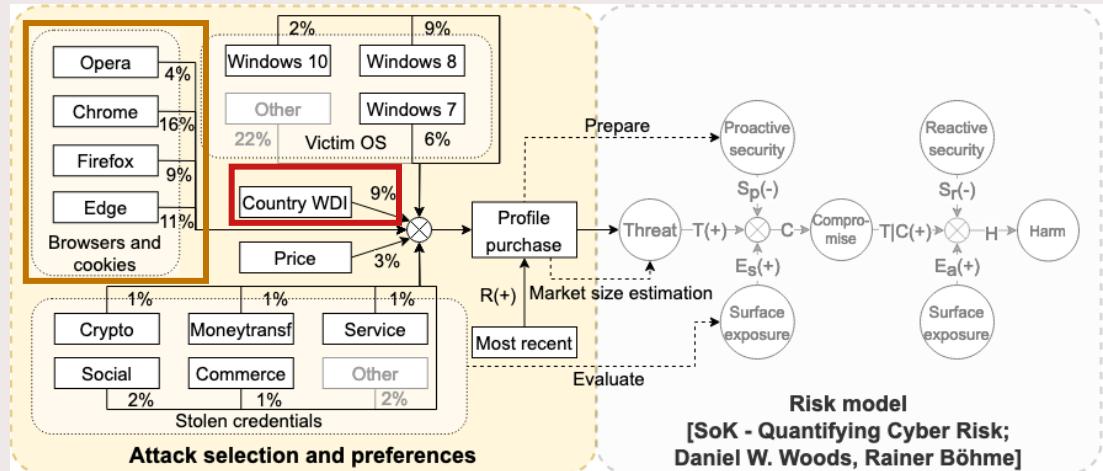 Opera
4%
Chrome
16%
Firefox
9%
Edge
11%
Browsers and
cookies
2%
9%
Windows 10
Windows 8
Other
22%
Windows 7
6%
Victim OS
Country WDI
9%
Price
3%
Profile
purchase
R(+)
Most recent
1%
1%
1%
Crypto
Moneytransf
Service
Social
Commerce
Other
2%
1%
2%
Stolen credentials
Attack selection and preferences
Prepare
Market size estimation
Evaluate
Threat
T(+)
Proactive
security
Sp(-)
C
Es(+)
Surface
exposure
Compro-
mise
T|C(+)
Reactive
security
Sr(-)
H
Ea(+)
Surface
exposure
Harm
Risk model
[SoK - Quantifying Cyber Risk;
Daniel W. Woods, Rainer Böhme]